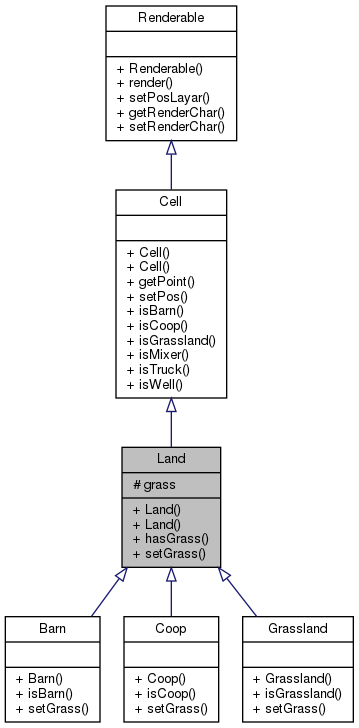 Renderable
+ Renderable()
+ render()
+ setPosLayar()
+ getRenderChar()
+ setRenderChar()
Cell
+ Cell()
+ Cell()
+ getPoint()
+ setPos()
+ isBarn()
+ isCoop()
+ isGrassland()
+ isMixer()
+ isTruck()
+ isWell()
Land
# grass
+ Land()
+ Land()
+ hasGrass()
+ setGrass()
Barn
+ Barn()
+ isBarn()
+ setGrass()
Coop
+ Coop()
+ isCoop()
+ setGrass()
Grassland
+ Grassland()
+ isGrassland()
+ setGrass()